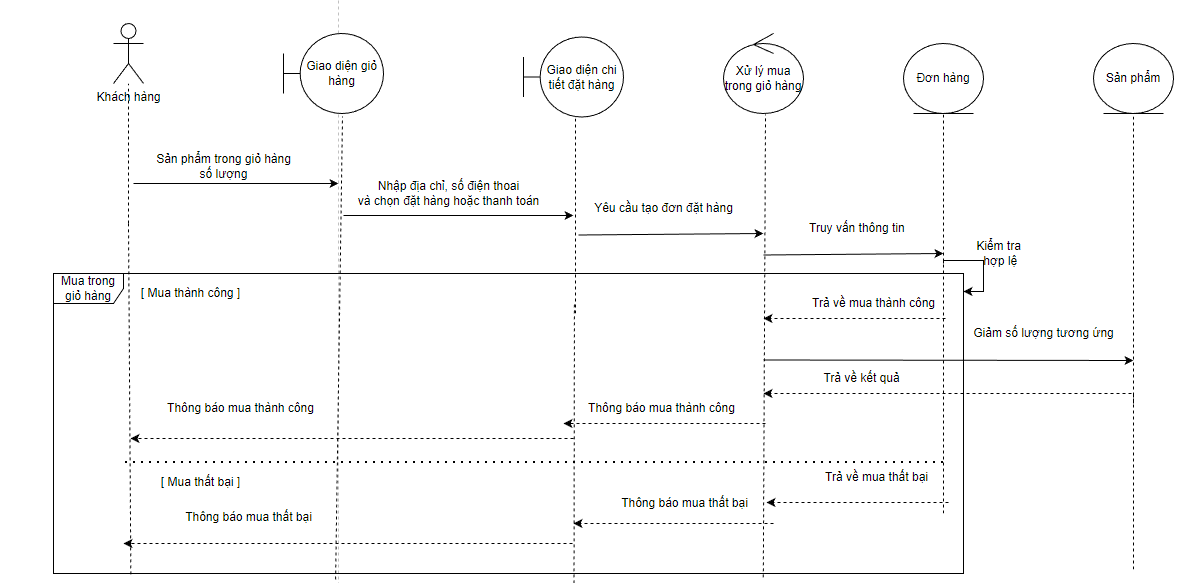 Khách hàng
Giao diện giỏ
hàng
Giao diện chi
tiết đặt hàng
Xử lý mua
trong giỏ hàng
Đơn hàng
Sản phẩm
Sản phẩm trong giỏ hàng
số lượng
Nhập địa chỉ, số điện thoai
và chọn đặt hàng hoặc thanh toán
Yêu cầu tạo đơn đặt hàng
Truy vấn thông tin
Kiểm tra
hợp lệ
Mua trong
giỏ hàng
[ Mua thành công ]
Trả về mua thành công
Giảm số lượng tương ứng
Trả về kết quả
Thông báo mua thành công
Thông báo mua thành công
[ Mua thất bại ]
Trả về mua thất bại
Thông báo mua thất bại
Thông báo mua thất bại